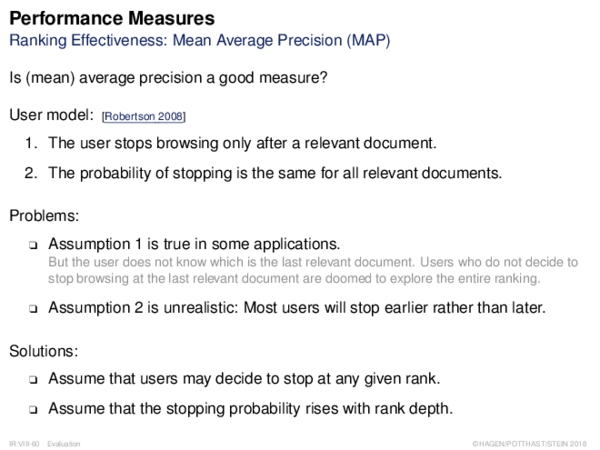 Performance Measures
Ranking Effectiveness: Mean Average Precision (MAP)
Is (mean) average precision a good measure?
User model: [Robertson 2008]
1. The user stops browsing only after a relevant document.
2. The probability of stopping is the same for all relevant documents.
Problems:
❑ Assumption 1 is true in some applications.
But the user does not know which is the last relevant document. Users who do not decide to
stop browsing at the last relevant document are doomed to explore the entire ranking.
❑ Assumption 2 is unrealistic: Most users will stop earlier rather than later.
Solutions:
❑ Assume that users may decide to stop at any given rank.
❑ Assume that the stopping probability rises with rank depth.
IR:VIII-60 Evaluation ©HAGEN/POTTHAST/STEIN 2018